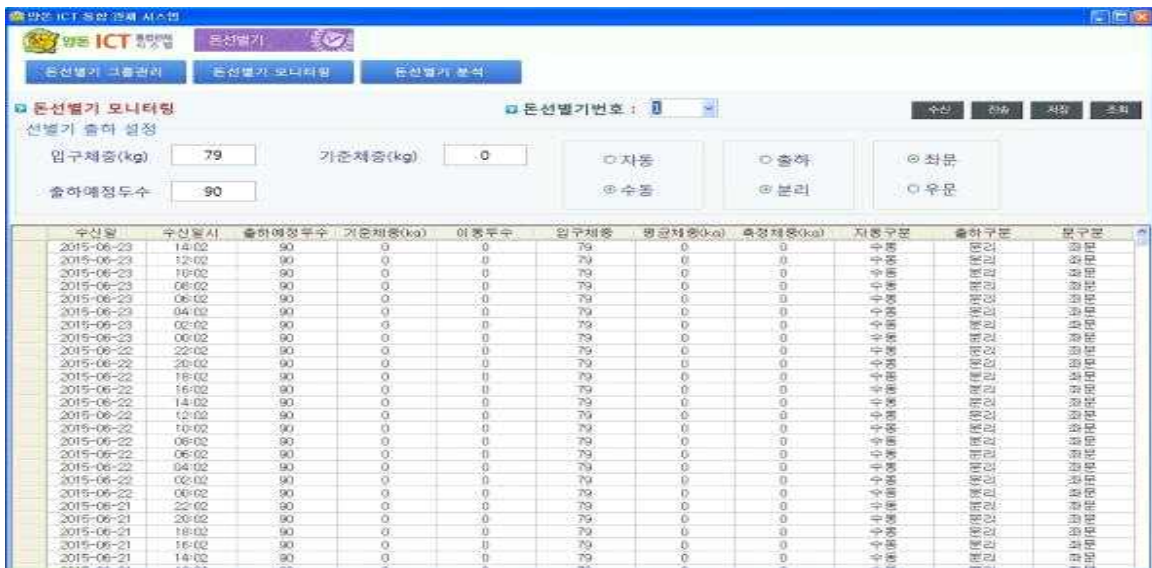 양돈 ICT 통합 관제 시스템
양돈 ICT
돈선별기
돈선별기 그룹관리 돈선별기 모니터링 돈선별기 분석
돈선별기 모니터링 돈선별기번호 : 1 수신 전송 저장 조회
선별기 출하 설정
입구체중(kg) 79 기준체중(kg) 0 자동 출하 좌문
출하예정두수 90 수동 분리 우문
수신일 수신일시 출하예정두수 기준체중(kg) 이동두수 입구체중 평균체중(kg) 측정체중(kg) 자동구분 출하구분 문구분
2015-06-23 14:02 90 0 0 79 0 0 수동 분리 좌문
2015-06-23 12:02 90 0 0 79 0 0 수동 분리 좌문
2015-06-23 10:02 90 0 0 79 0 0 수동 분리 좌문
2015-06-23 08:02 90 0 0 79 0 0 수동 분리 좌문
2015-06-23 06:02 90 0 0 79 0 0 수동 분리 좌문
2015-06-23 04:02 90 0 0 79 0 0 수동 분리 좌문
2015-06-23 02:02 90 0 0 79 0 0 수동 분리 좌문
2015-06-23 00:02 90 0 0 79 0 0 수동 분리 좌문
2015-06-22 22:02 90 0 0 79 0 0 수동 분리 좌문
2015-06-22 20:02 90 0 0 79 0 0 수동 분리 좌문
2015-06-22 18:02 90 0 0 79 0 0 수동 분리 좌문
2015-06-22 16:02 90 0 0 79 0 0 수동 분리 좌문
2015-06-22 14:02 90 0 0 79 0 0 수동 분리 좌문
2015-06-22 12:02 90 0 0 79 0 0 수동 분리 좌문
2015-06-22 10:02 90 0 0 79 0 0 수동 분리 좌문
2015-06-22 08:02 90 0 0 79 0 0 수동 분리 좌문
2015-06-22 06:02 90 0 0 79 0 0 수동 분리 좌문
2015-06-22 04:02 90 0 0 79 0 0 수동 분리 좌문
2015-06-22 02:02 90 0 0 79 0 0 수동 분리 좌문
2015-06-22 00:02 90 0 0 79 0 0 수동 분리 좌문
2015-06-21 22:02 90 0 0 79 0 0 수동 분리 좌문
2015-06-21 20:02 90 0 0 79 0 0 수동 분리 좌문
2015-06-21 18:02 90 0 0 79 0 0 수동 분리 좌문
2015-06-21 16:02 90 0 0 79 0 0 수동 분리 좌문
2015-06-21 14:02 90 0 0 79 0 0 수동 분리 좌문